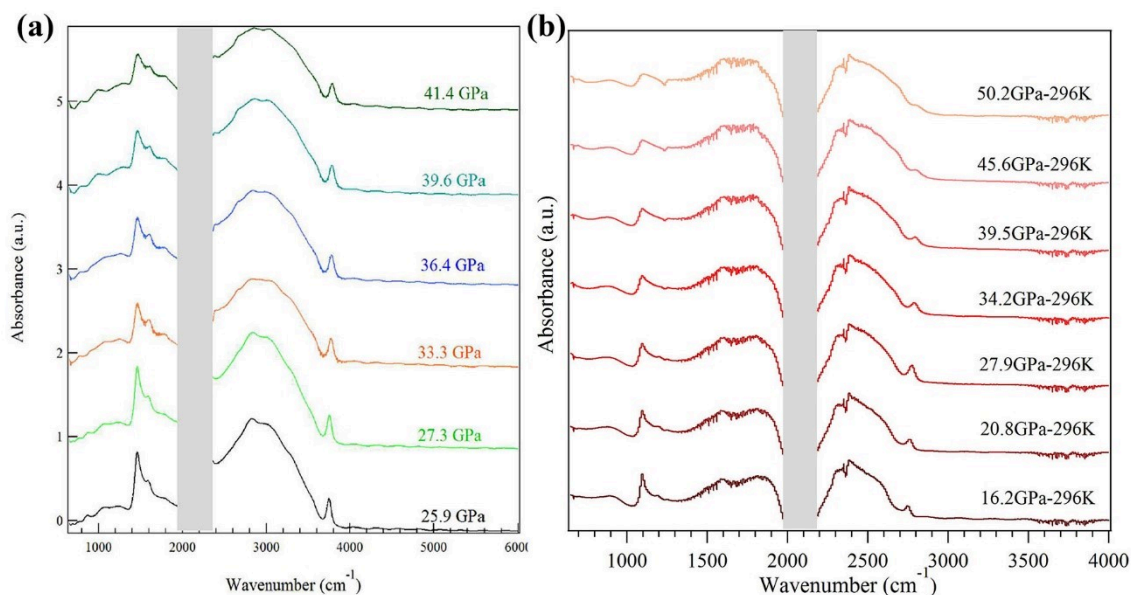 (a)
41.4 GPa
39.6 GPa
36.4 GPa
33.3 GPa
27.3 GPa
25.9 GPa
Absorbance (a.u.)
5
4
3
2
1
0
1000 2000 3000 4000 5000 6000
Wavenumber (cm-1)
(b)
50.2GPa-296K
45.6GPa-296K
39.5GPa-296K
34.2GPa-296K
27.9GPa-296K
20.8GPa-296K
16.2GPa-296K
Absorbance (a.u.)
1000 1500 2000 2500 3000 3500 4000
Wavenumber (cm-1)